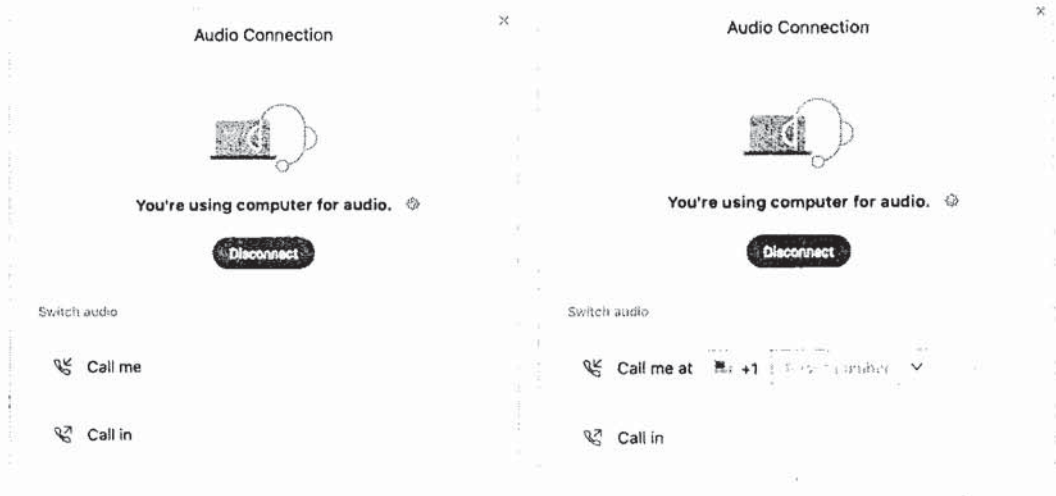 Audio Connection
You're using computer for audio.
Disconnect
Switch audio
Call me
Call in
Audio Connection
You're using computer for audio.
Disconnect
Switch audio
Call me at +1 number
Call in